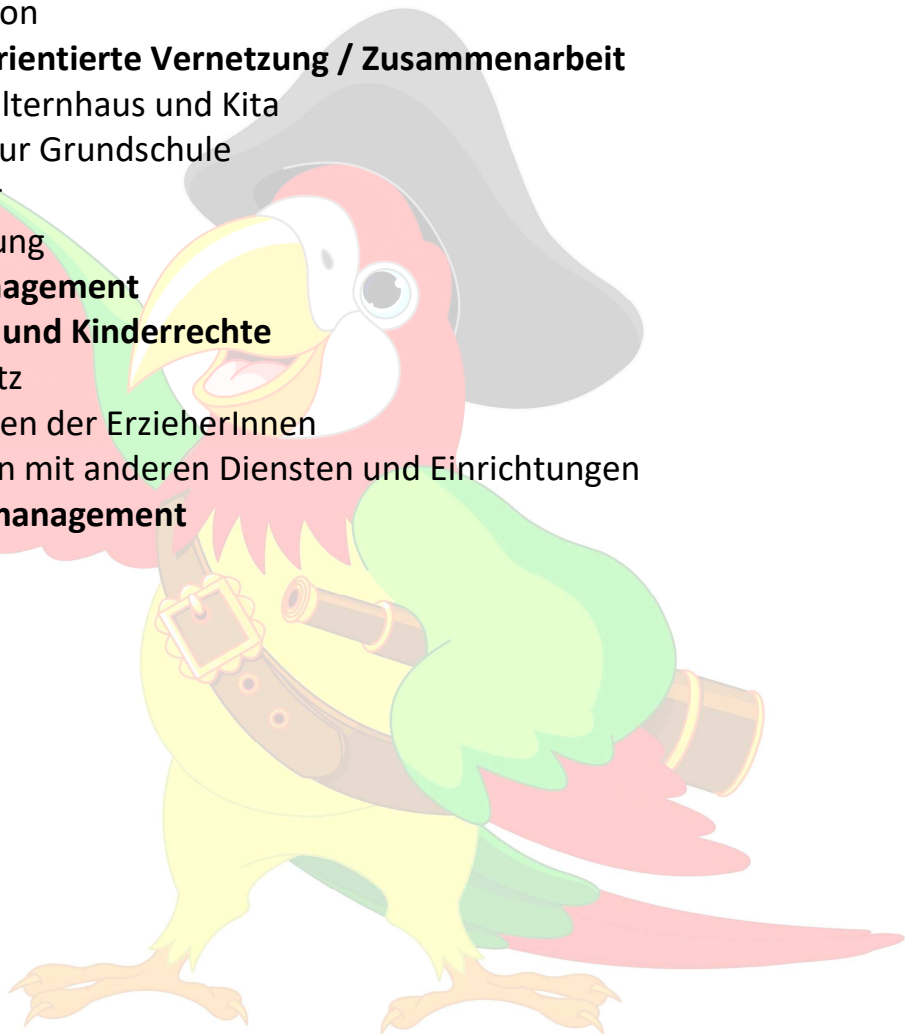 on
rientierte Vernetzung / Zusammenarbeit
lternhaus und Kita
ur Grundschule
ung
nagement
und Kinderrechte
tz
en der ErzieherInnen
n mit anderen Diensten und Einrichtungen
management